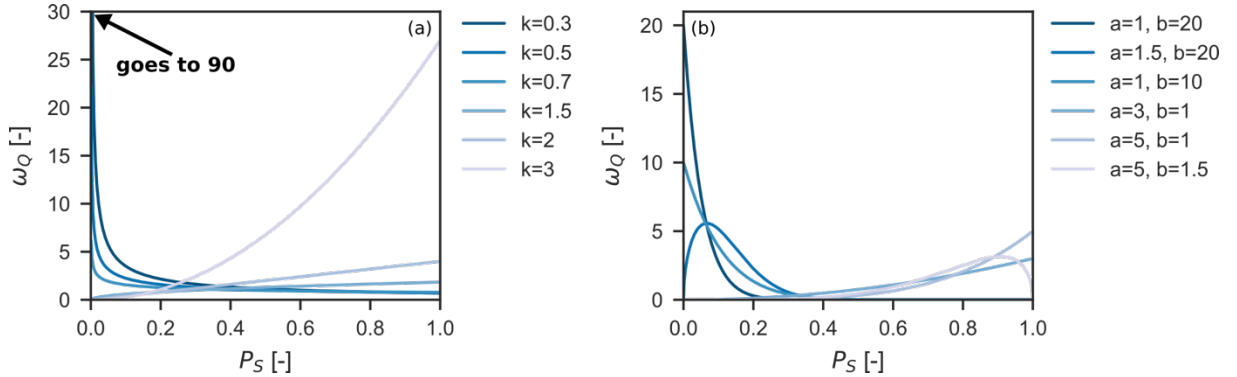 30
25
20
15
10
5
0
ω_Q [-]
(a)
goes to 90
0.0 0.2 0.4 0.6 0.8 1.0
P_S [-]
k=0.3
k=0.5
k=0.7
k=1.5
k=2
k=3
20
15
10
5
0
ω_Q [-]
(b)
0.0 0.2 0.4 0.6 0.8 1.0
P_S [-]
a=1, b=20
a=1.5, b=20
a=1, b=10
a=3, b=1
a=5, b=1
a=5, b=1.5